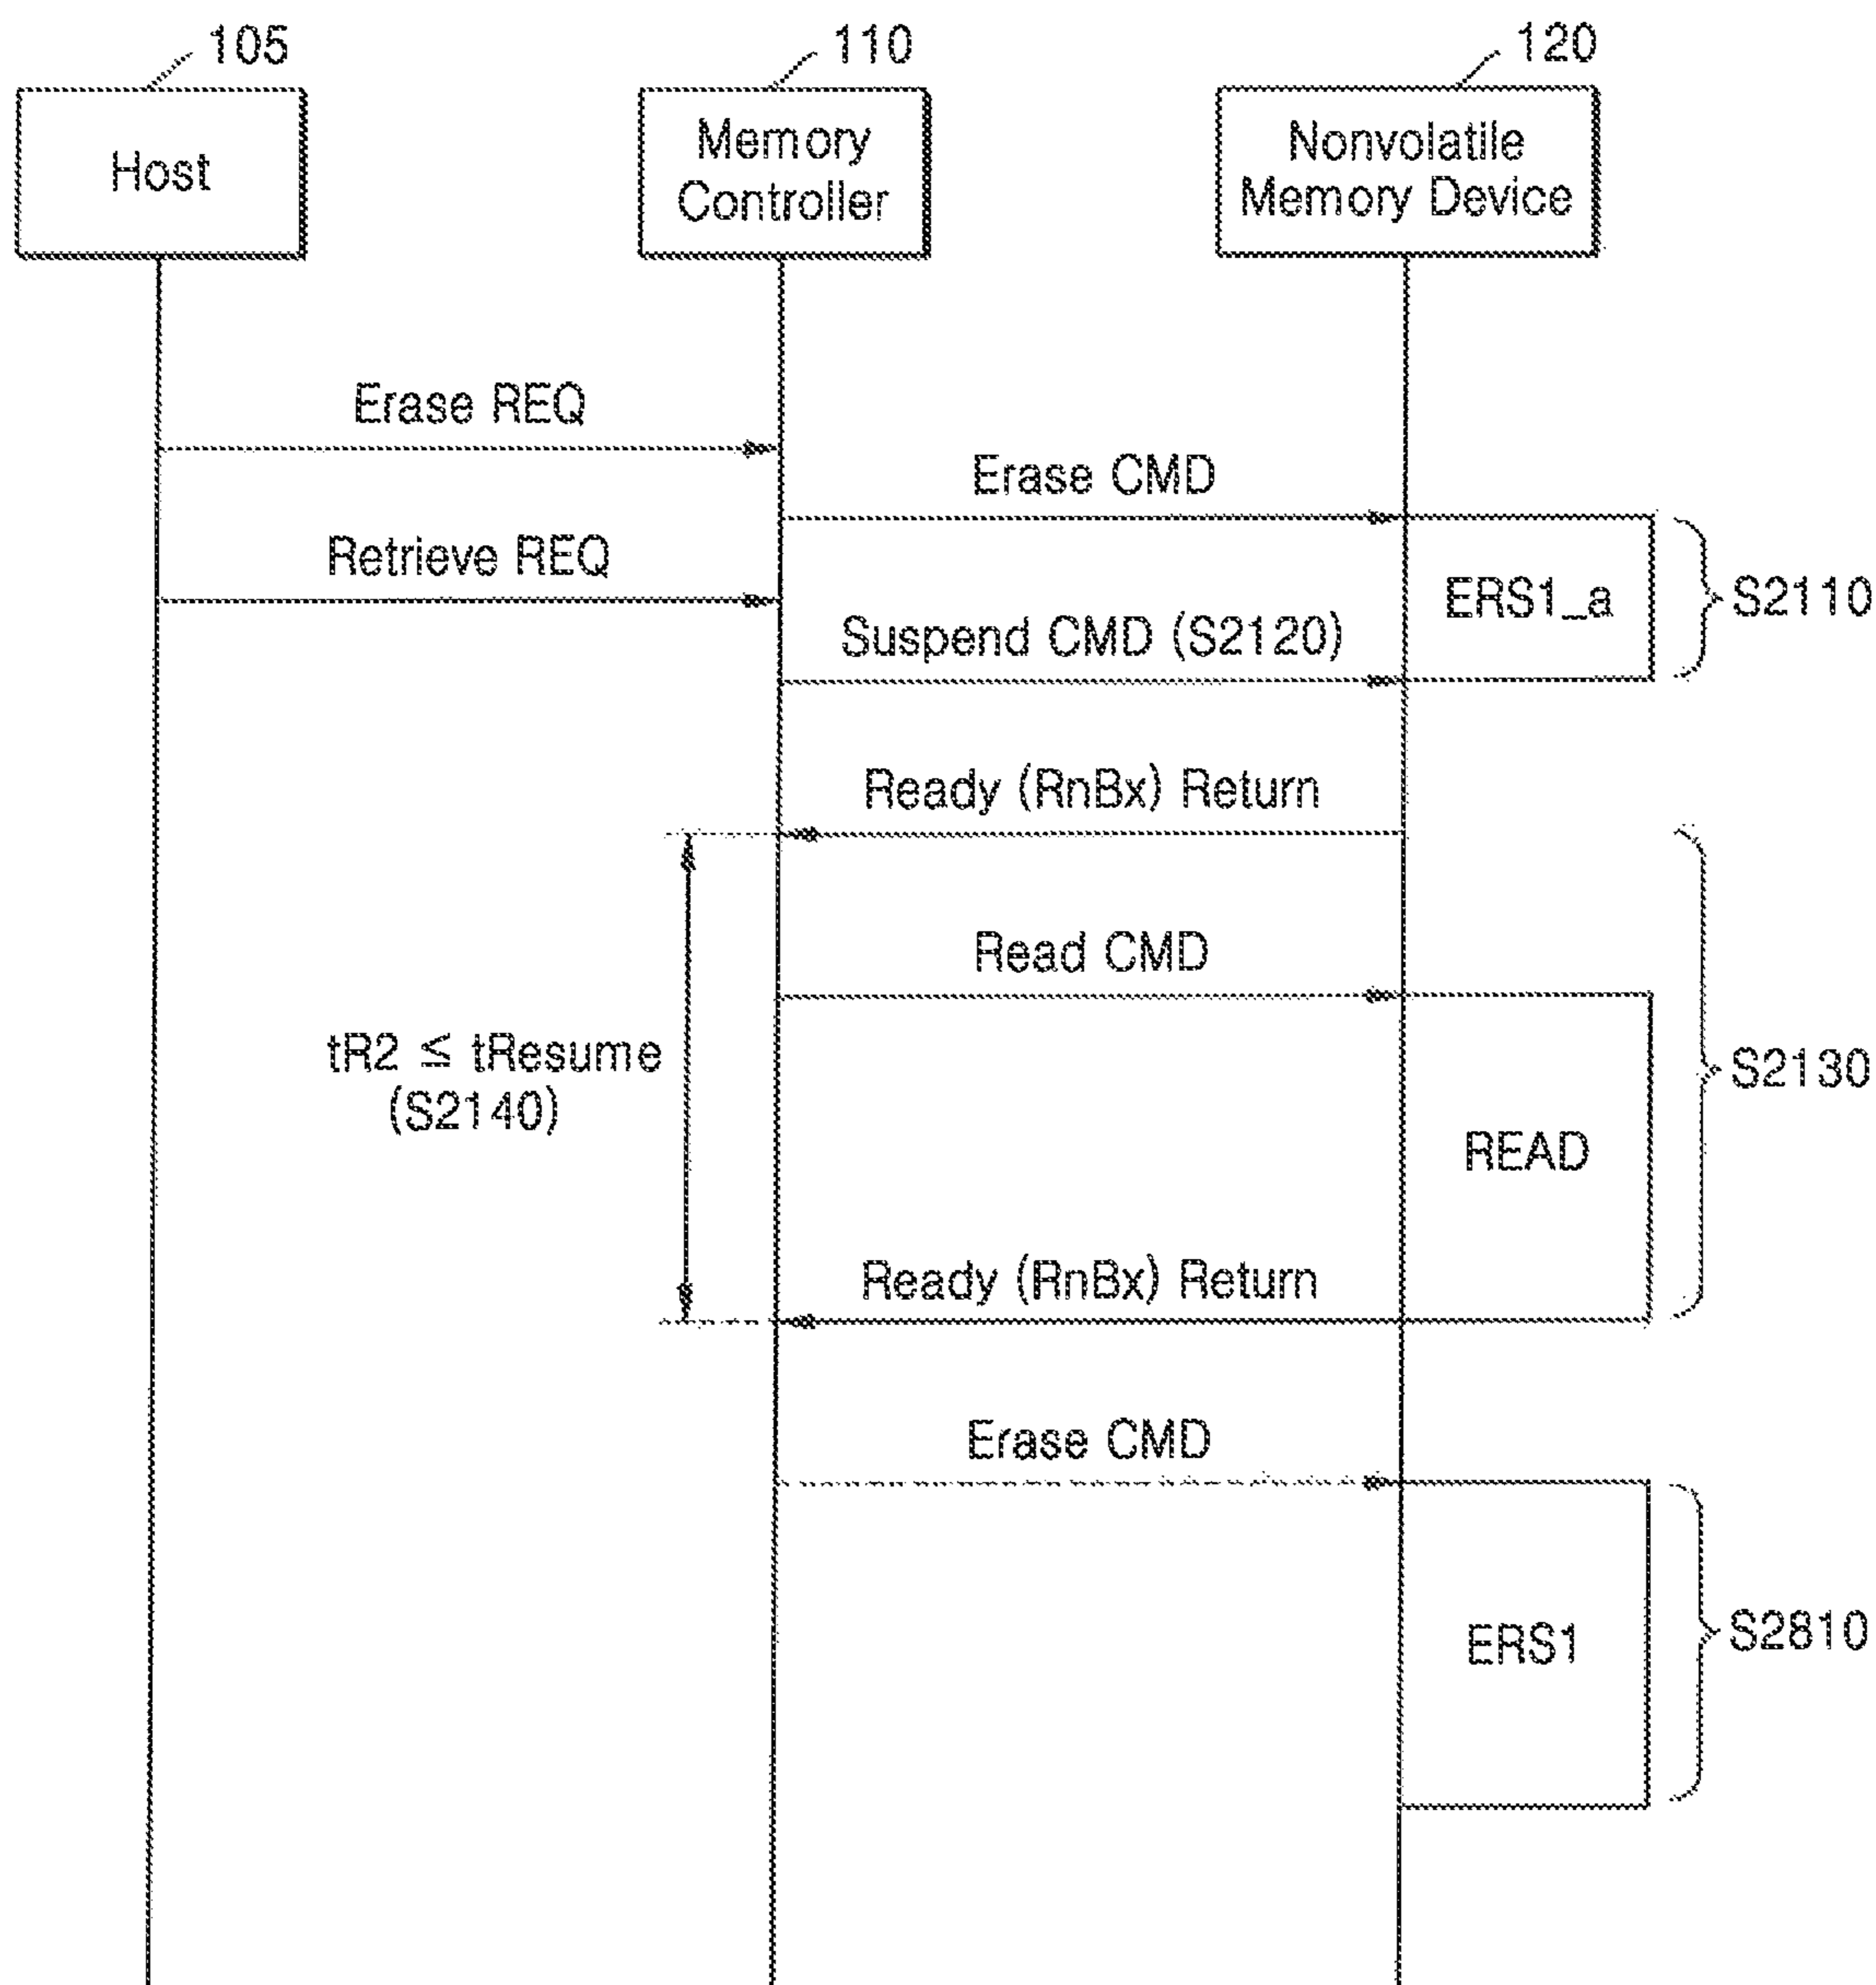 105
110
120
Host
Memory
Controller
Nonvolatile
Memory Device
Erase REQ
Erase CMD
Retrieve REQ
ERS1_a
S2110
Suspend CMD (S2120)
Ready (RnBx) Return
Read CMD
tR2 ≤ tResume
(S2140)
S2130
READ
Ready (RnBx) Return
Erase CMD
ERS1
S2810